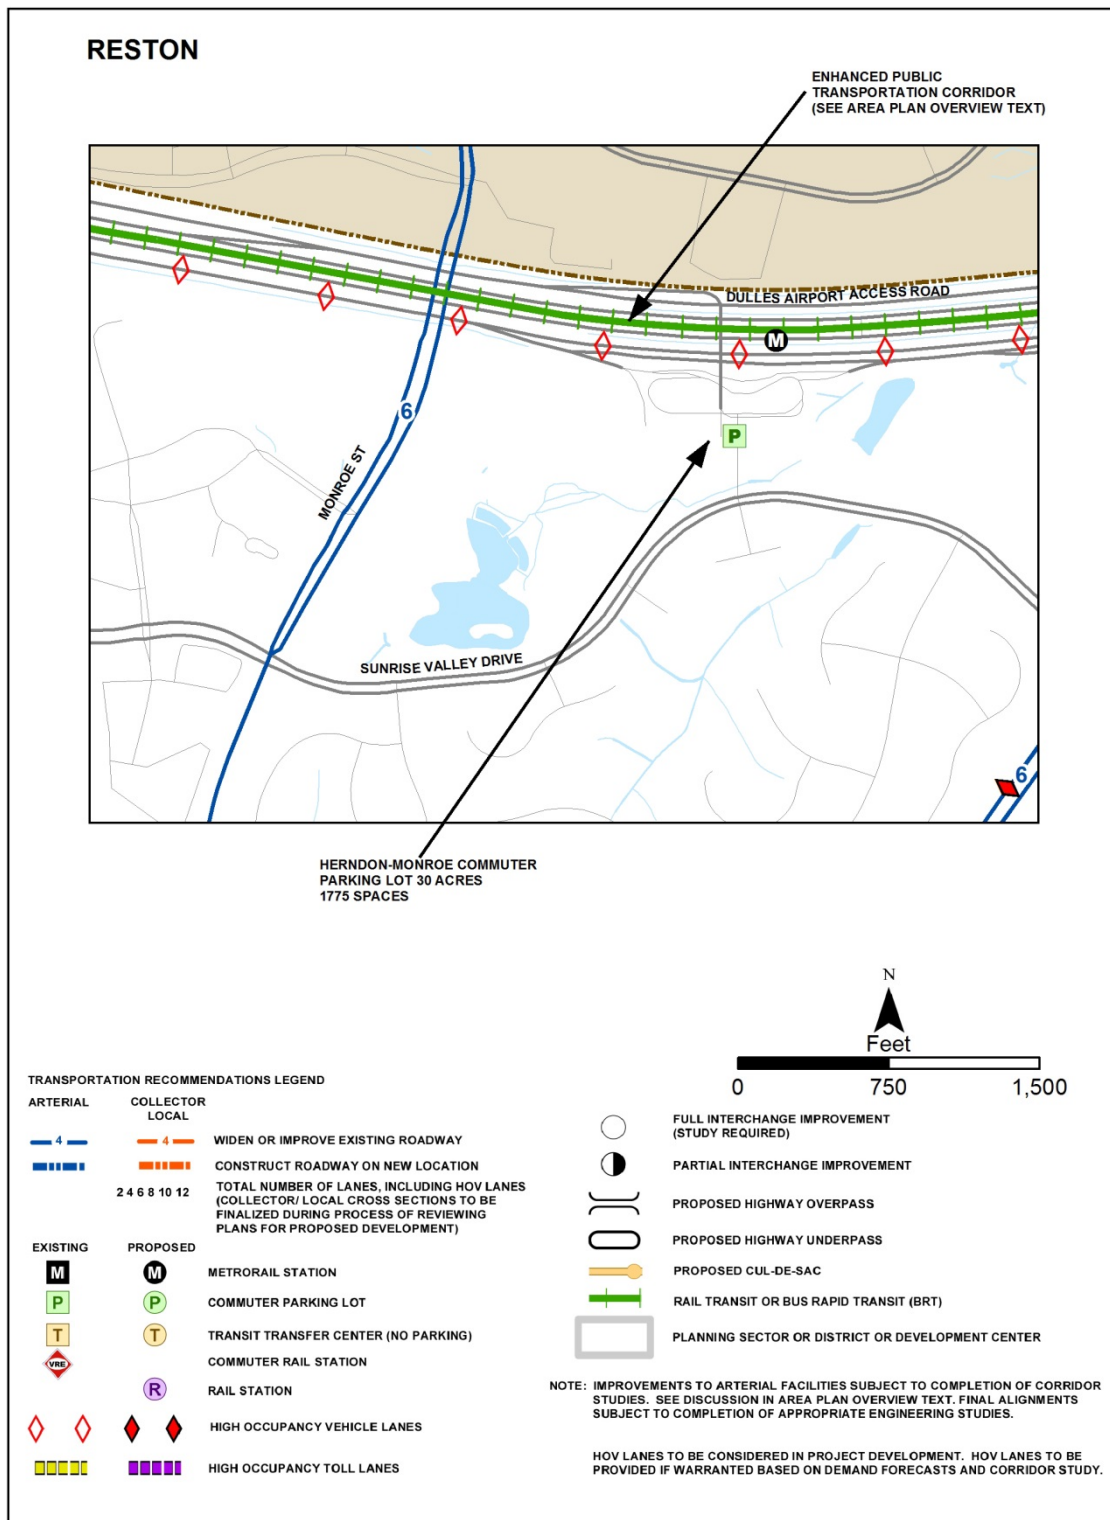 RESTON
ENHANCED PUBLIC
TRANSPORTATION CORRIDOR
(SEE AREA PLAN OVERVIEW TEXT)
DULLES AIRPORT ACCESS ROAD
M
6
P
MONROE ST
SUNRISE VALLEY DRIVE
6
HERNDON-MONROE COMMUTER
PARKING LOT 30 ACRES
1775 SPACES
N
Feet
0 750 1,500
TRANSPORTATION RECOMMENDATIONS LEGEND
ARTERIAL COLLECTOR
LOCAL
4 4 WIDEN OR IMPROVE EXISTING ROADWAY
CONSTRUCT ROADWAY ON NEW LOCATION
2 4 6 8 10 12 TOTAL NUMBER OF LANES, INCLUDING HOV LANES
(COLLECTOR/ LOCAL CROSS SECTIONS TO BE
FINALIZED DURING PROCESS OF REVIEWING
PLANS FOR PROPOSED DEVELOPMENT)
EXISTING PROPOSED
M M METRORAIL STATION
P P COMMUTER PARKING LOT
T T TRANSIT TRANSFER CENTER (NO PARKING)
VRE COMMUTER RAIL STATION
R RAIL STATION
HIGH OCCUPANCY VEHICLE LANES
HIGH OCCUPANCY TOLL LANES
FULL INTERCHANGE IMPROVEMENT
(STUDY REQUIRED)
PARTIAL INTERCHANGE IMPROVEMENT
PROPOSED HIGHWAY OVERPASS
PROPOSED HIGHWAY UNDERPASS
PROPOSED CUL-DE-SAC
RAIL TRANSIT OR BUS RAPID TRANSIT (BRT)
PLANNING SECTOR OR DISTRICT OR DEVELOPMENT CENTER
NOTE: IMPROVEMENTS TO ARTERIAL FACILITIES SUBJECT TO COMPLETION OF CORRIDOR
STUDIES. SEE DISCUSSION IN AREA PLAN OVERVIEW TEXT. FINAL ALIGNMENTS
SUBJECT TO COMPLETION OF APPROPRIATE ENGINEERING STUDIES.
HOV LANES TO BE CONSIDERED IN PROJECT DEVELOPMENT. HOV LANES TO BE
PROVIDED IF WARRANTED BASED ON DEMAND FORECASTS AND CORRIDOR STUDY.